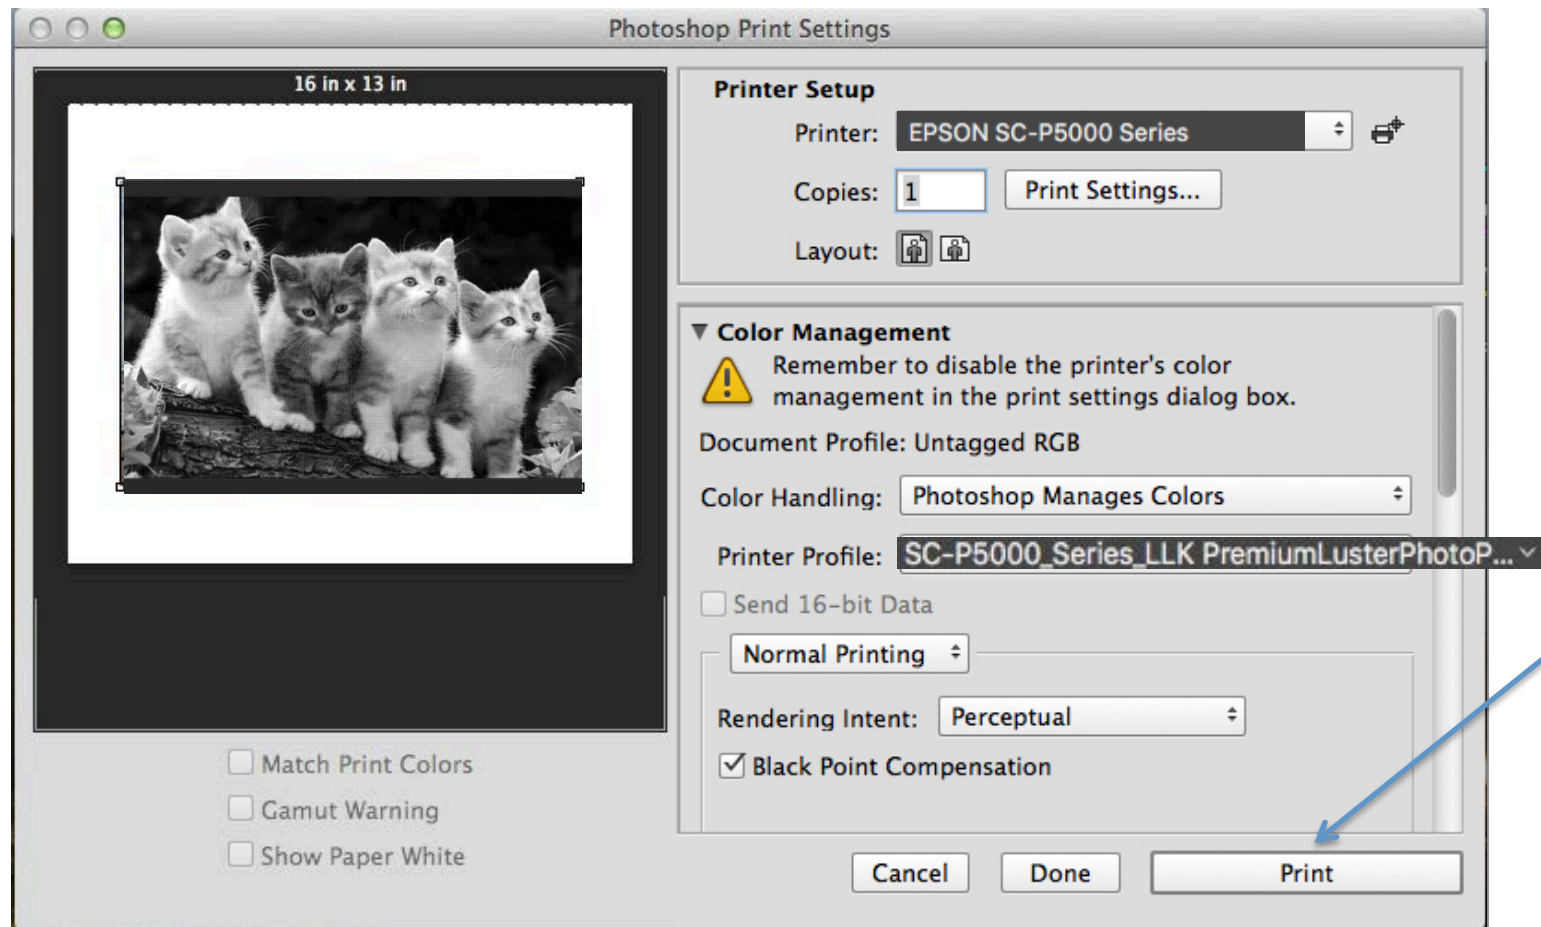 Photoshop Print Settings
16 in x 13 in
Printer Setup
Printer: EPSON SC-P5000 Series
Copies: 1 Print Settings...
Layout:
Color Management
Remember to disable the printer's color
management in the print settings dialog box.
Document Profile: Untagged RGB
Color Handling: Photoshop Manages Colors
Printer Profile: SC-P5000_Series_LLK PremiumLusterPhotoP...
Send 16-bit Data
Normal Printing
Rendering Intent: Perceptual
Black Point Compensation
Match Print Colors
Gamut Warning
Show Paper White
Cancel Done Print